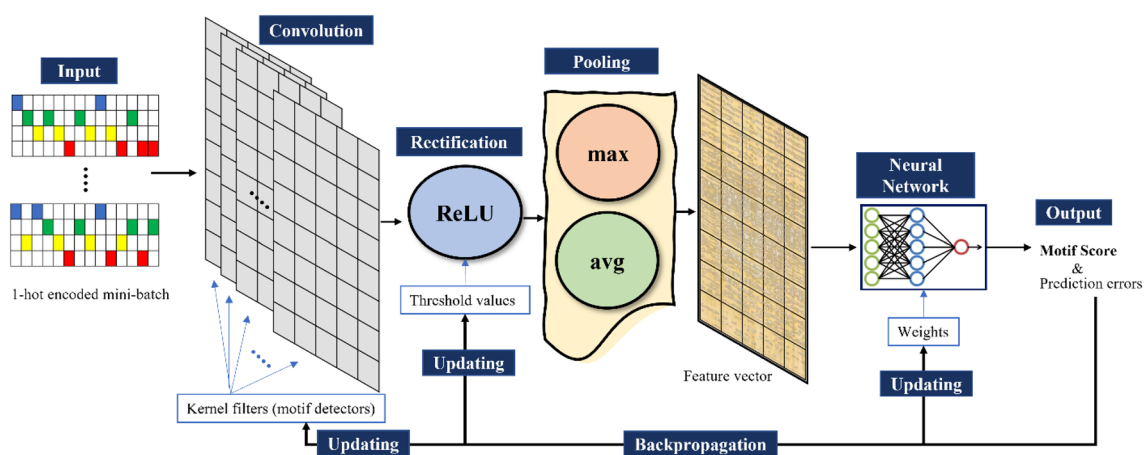 Input
1-hot encoded mini-batch
Convolution
Kernel filters (motif detectors)
Rectification
ReLU
Threshold values
Updating
Pooling
max
avg
Feature vector
Neural
Network
Weights
Updating
Output
Motif Score
&
Prediction errors
Updating
Backpropagation